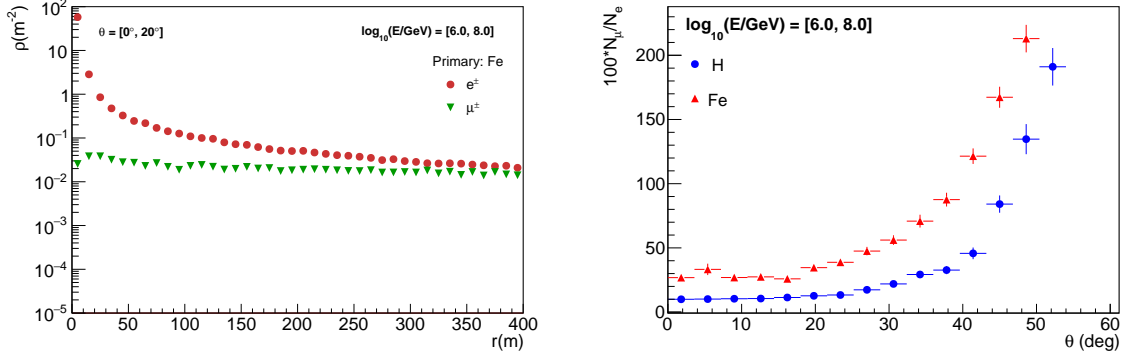 ρ(m⁻²)
10²
10
1
10⁻¹
10⁻²
10⁻³
10⁻⁴
10⁻⁵
θ = [0°, 20°]
log₁₀(E/GeV) = [6.0, 8.0]
Primary: Fe
e±
μ±
0 50 100 150 200 250 300 350 400
r(m)
100*N_μ/N_e
log₁₀(E/GeV) = [6.0, 8.0]
H
Fe
200
150
100
50
0
0 10 20 30 40 50 60
θ (deg)